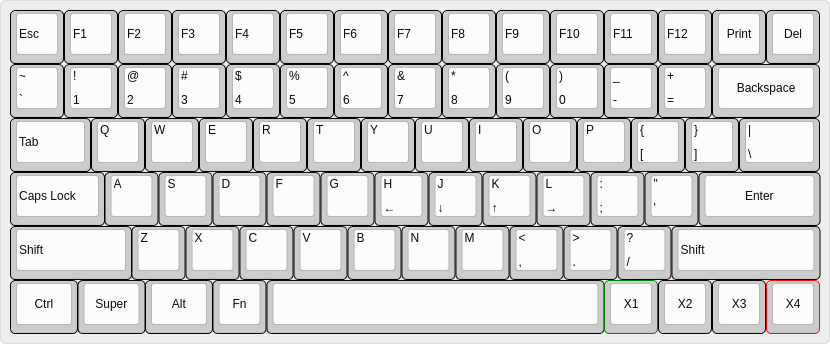 Esc F1 F2 F3 F4 F5 F6 F7 F8 F9 F10 F11 F12 Print Del
~ ! @ # $ % ^ & * ( ) _ +
` 1 2 3 4 5 6 7 8 9 0 - = Backspace
Tab Q W E R T Y U I O P { } |
[ ] \
Caps Lock A S D F G H J K L : " Enter
← ↓ ↑ → ; '
Shift Z X C V B N M < > ? Shift
, . /
Ctrl Super Alt Fn X1 X2 X3 X4